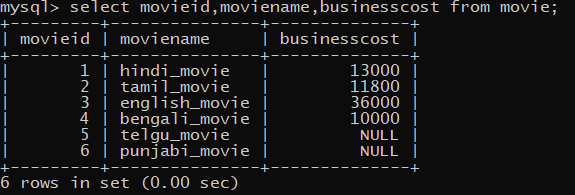 mysql> select movieid,moviename,businesscost from movie;
+---------+---------------+--------------+
| movieid | moviename     | businesscost |
+---------+---------------+--------------+
|       1 | hindi_movie   |        13000 |
|       2 | tamil_movie   |        11800 |
|       3 | english_movie |        36000 |
|       4 | bengali_movie |        10000 |
|       5 | telgu_movie   |         NULL |
|       6 | punjabi_movie |         NULL |
+---------+---------------+--------------+
6 rows in set (0.00 sec)